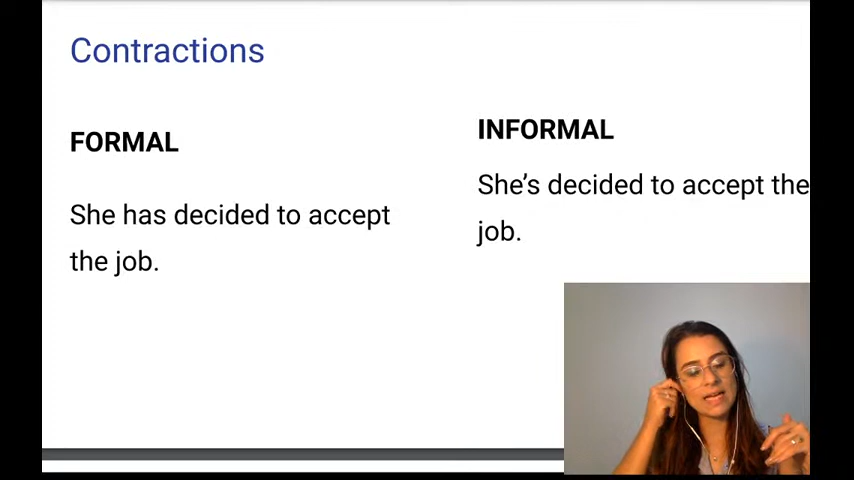 Contractions
FORMAL
She has decided to accept
the job.
INFORMAL
She’s decided to accept the
job.